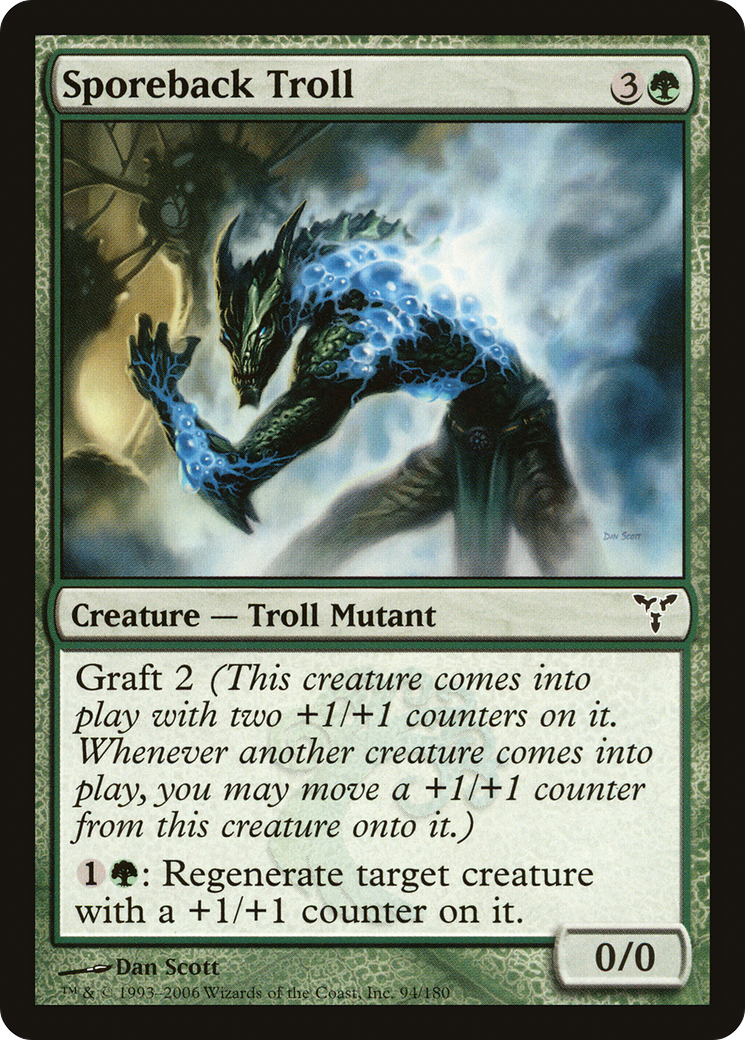 Sporeback Troll 3
DAN SCOTT
Creature — Troll Mutant
Graft 2 (This creature comes into
play with two +1/+1 counters on it.
Whenever another creature comes into
play, you may move a +1/+1 counter
from this creature onto it.)
1 : Regenerate target creature
with a +1/+1 counter on it.
0/0
Dan Scott
™ & © 1993–2006 Wizards of the Coast, Inc. 94/180